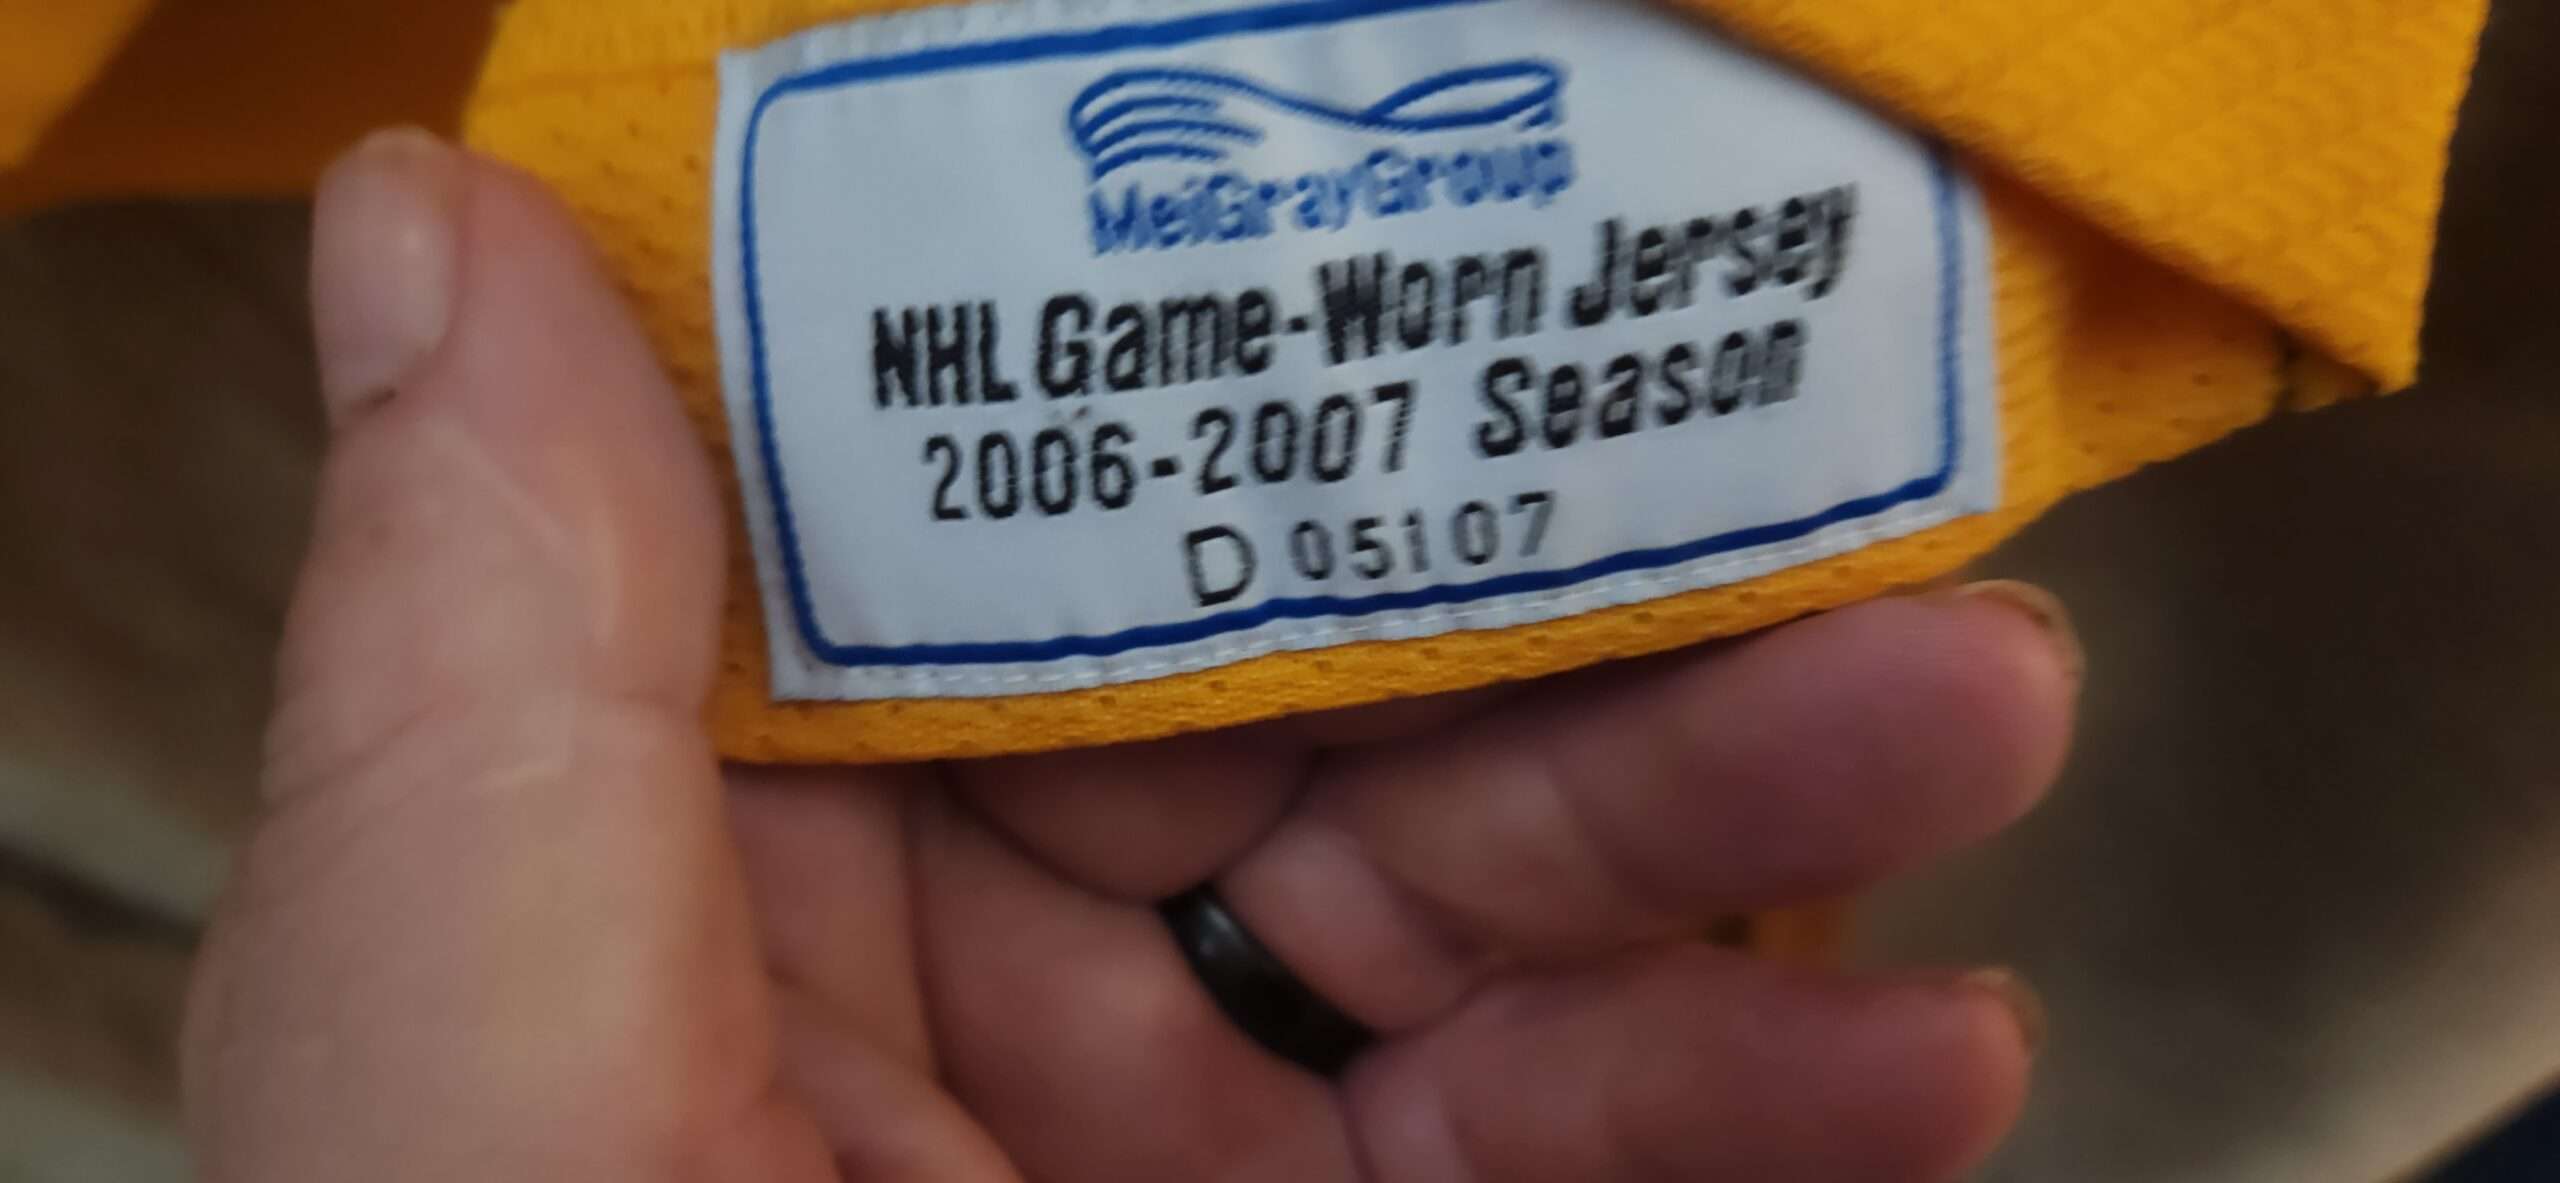 MeiGrayGroup
NHL Game-Worn Jersey
2006-2007 Season
D 05107